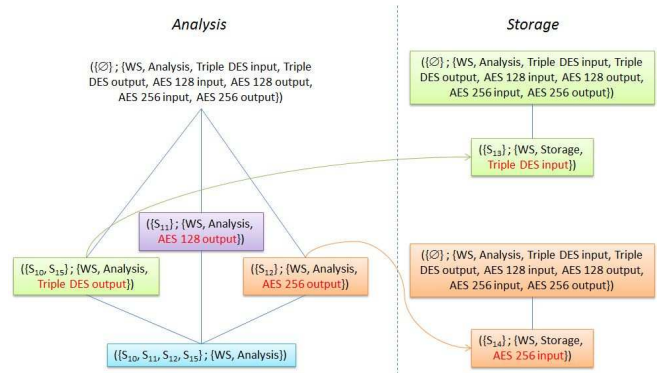 Analysis
({∅} ; {WS, Analysis, Triple DES input, Triple
DES output, AES 128 input, AES 128 output,
AES 256 input, AES 256 output})
({S₁₁} ; {WS, Analysis,
AES 128 output})
({S₁₀, S₁₅} ; {WS, Analysis,
Triple DES output})
({S₁₂} ; {WS, Analysis,
AES 256 output})
({S₁₀, S₁₁, S₁₂, S₁₅} ; {WS, Analysis})
Storage
({∅} ; {WS, Analysis, Triple DES input, Triple
DES output, AES 128 input, AES 128 output,
AES 256 input, AES 256 output})
({S₁₃} ; {WS, Storage,
Triple DES input})
({∅} ; {WS, Analysis, Triple DES input, Triple
DES output, AES 128 input, AES 128 output,
AES 256 input, AES 256 output})
({S₁₄} ; {WS, Storage,
AES 256 input})